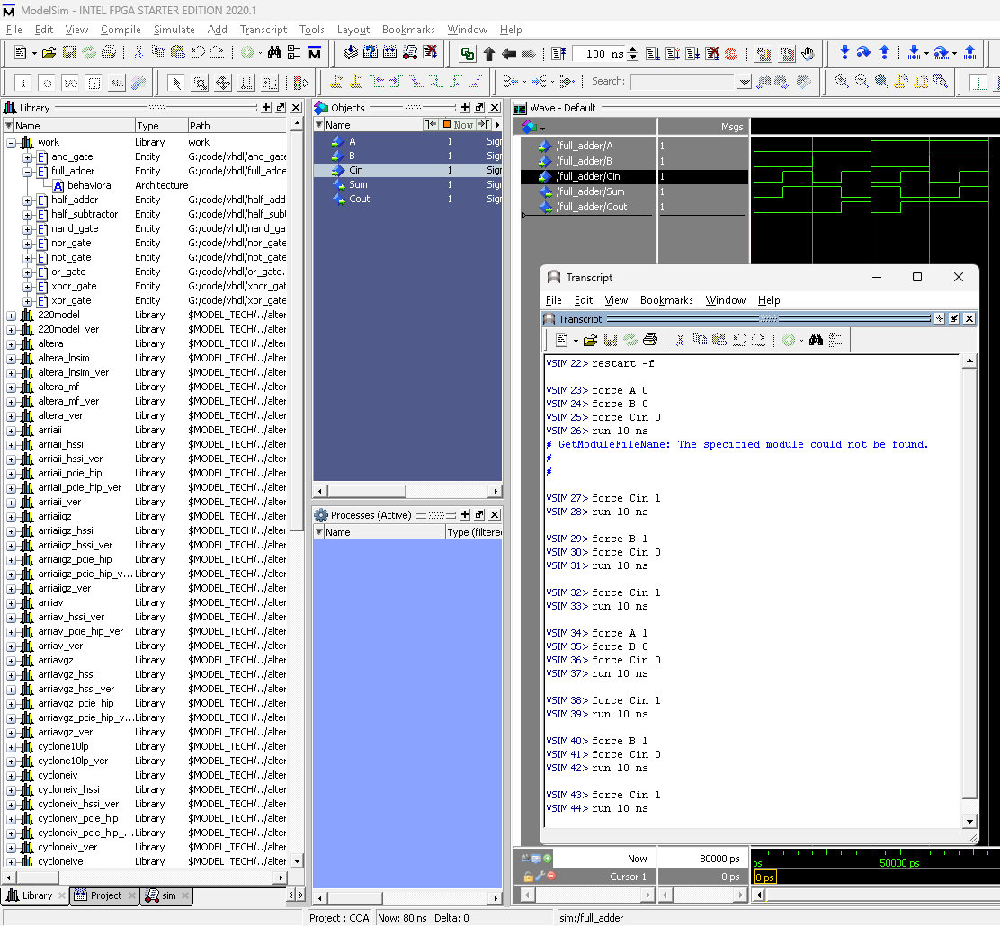 ModelSim - INTEL FPGA STARTER EDITION 2020.1
File Edit View Compile Simulate Add Transcript Tools Layout Bookmarks Window Help
100 ns
Search:
Library
Name Type Path
work Library work
and_gate Entity G:/code/vhdl/and_gate
full_adder Entity G:/code/vhdl/full_adde
behavioral Architecture
half_adder Entity G:/code/vhdl/half_add
half_subtractor Entity G:/code/vhdl/half_subt
nand_gate Entity G:/code/vhdl/nand_ga
nor_gate Entity G:/code/vhdl/nor_gate
not_gate Entity G:/code/vhdl/not_gate
or_gate Entity G:/code/vhdl/or_gate.
xnor_gate Entity G:/code/vhdl/xnor_gat
xor_gate Entity G:/code/vhdl/xor_gate
220model Library $MODEL_TECH/../alter
220model_ver Library $MODEL_TECH/../alter
altera Library $MODEL_TECH/../alter
altera_lnsim Library $MODEL_TECH/../alter
altera_lnsim_ver Library $MODEL_TECH/../alter
altera_mf Library $MODEL_TECH/../alter
altera_mf_ver Library $MODEL_TECH/../alter
altera_ver Library $MODEL_TECH/../alter
arriaii Library $MODEL_TECH/../alter
arriaii_hssi Library $MODEL_TECH/../alter
arriaii_hssi_ver Library $MODEL_TECH/../alter
arriaii_pcie_hip Library $MODEL_TECH/../alter
arriaii_pcie_hip_ver Library $MODEL_TECH/../alter
arriaii_ver Library $MODEL_TECH/../alter
arriaiigz Library $MODEL_TECH/../alter
arriaiigz_hssi Library $MODEL_TECH/../alter
arriaiigz_hssi_ver Library $MODEL_TECH/../alter
arriaiigz_pcie_hip Library $MODEL_TECH/../alter
arriaiigz_pcie_hip_v... Library $MODEL_TECH/../alter
arriaiigz_ver Library $MODEL_TECH/../alter
arriav Library $MODEL_TECH/../alter
arriav_hssi_ver Library $MODEL_TECH/../alter
arriav_pcie_hip_ver Library $MODEL_TECH/../alter
arriav_ver Library $MODEL_TECH/../alter
arriavgz Library $MODEL_TECH/../alter
arriavgz_hssi Library $MODEL_TECH/../alter
arriavgz_hssi_ver Library $MODEL_TECH/../alter
arriavgz_pcie_hip Library $MODEL_TECH/../alter
arriavgz_pcie_hip_v... Library $MODEL_TECH/../alter
arriavgz_ver Library $MODEL_TECH/../alter
cyclone10lp Library $MODEL_TECH/../alter
cyclone10lp_ver Library $MODEL_TECH/../alter
cycloneiv Library $MODEL_TECH/../alter
cycloneiv_hssi Library $MODEL_TECH/../alter
cycloneiv_hssi_ver Library $MODEL_TECH/../alter
cycloneiv_pcie_hip Library $MODEL_TECH/../alter
cycloneiv_pcie_hip_... Library $MODEL_TECH/../alter
cycloneiv_ver Library $MODEL_TECH/../alter
cycloneive Library $MODEL_TECH/../alter
Library Project sim
Objects
Name Now
A 1 Sigr
B 1 Sigr
Cin 1 Sigr
Sum 1 Sigr
Cout 1 Sigr
Processes (Active)
Name Type (filtered
Wave - Default
Msgs
/full_adder/A 1
/full_adder/B 1
/full_adder/Cin 1
/full_adder/Sum 1
/full_adder/Cout 1
Transcript
File Edit View Bookmarks Window Help
Transcript
VSIM 22> restart -f
VSIM 23> force A 0
VSIM 24> force B 0
VSIM 25> force Cin 0
VSIM 26> run 10 ns
# GetModuleFileName: The specified module could not be found.
#
#
VSIM 27> force Cin 1
VSIM 28> run 10 ns
VSIM 29> force B 1
VSIM 30> force Cin 0
VSIM 31> run 10 ns
VSIM 32> force Cin 1
VSIM 33> run 10 ns
VSIM 34> force A 1
VSIM 35> force B 0
VSIM 36> force Cin 0
VSIM 37> run 10 ns
VSIM 38> force Cin 1
VSIM 39> run 10 ns
VSIM 40> force B 1
VSIM 41> force Cin 0
VSIM 42> run 10 ns
VSIM 43> force Cin 1
VSIM 44> run 10 ns
Now 80000 ps ps 50000 ps
Cursor 1 0 ps 0 ps
Project : COA Now: 80 ns Delta: 0 sim:/full_adder